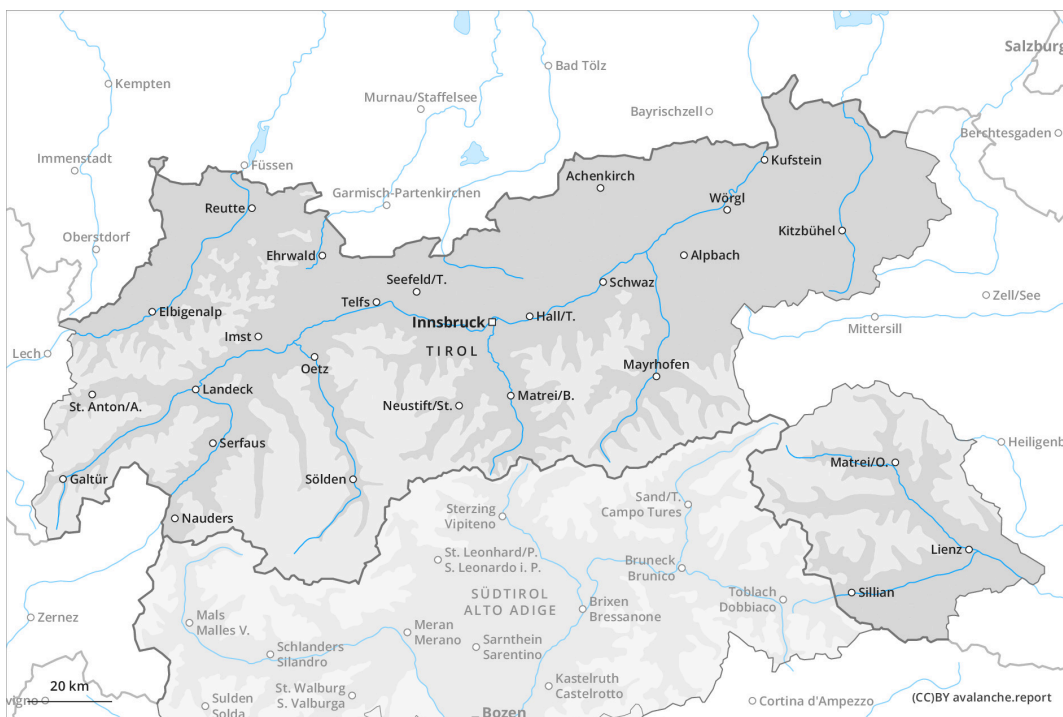 Salzburg
Kempten
Bad Tölz
Murnau/Staffelsee
Bayrischzell
Berchtesgaden
Immenstadt
Füssen
Kufstein
Achenkirch
Garmisch-Partenkirchen
Reutte
Wörgl
Oberstdorf
Kitzbühel
Ehrwald
Alpbach
Seefeld/T.
Schwaz
Zell/See
Telfs
Elbigenalp
Hall/T.
Innsbruck
Mittersill
Imst
TIROL
Lech
Oetz
Mayrhofen
Landeck
St. Anton/A.
Neustift/St.
Matrei/B.
Serfaus
Heiligenb
Matrei/O.
Galtür
Sölden
Sand/T.
Campo Tures
Nauders
Sterzing
Vipiteno
Lienz
St. Leonhard/P.
S. Leonardo i. P.
Bruneck
Brunico
SÜDTIROL
ALTO ADIGE
Toblach
Dobbiaco
Sillian
Brixen
Bressanone
Zernez
Mals
Malles V.
Meran
Merano
Sarnthein
Sarentino
Schlanders
Silandro
Kastelruth
Castelrotto
20 km
St. Walburg
S. Valburga
vigno
Sulden
Solda
Cortina d'Ampezzo
(CC)BY avalanche.report
Bozen